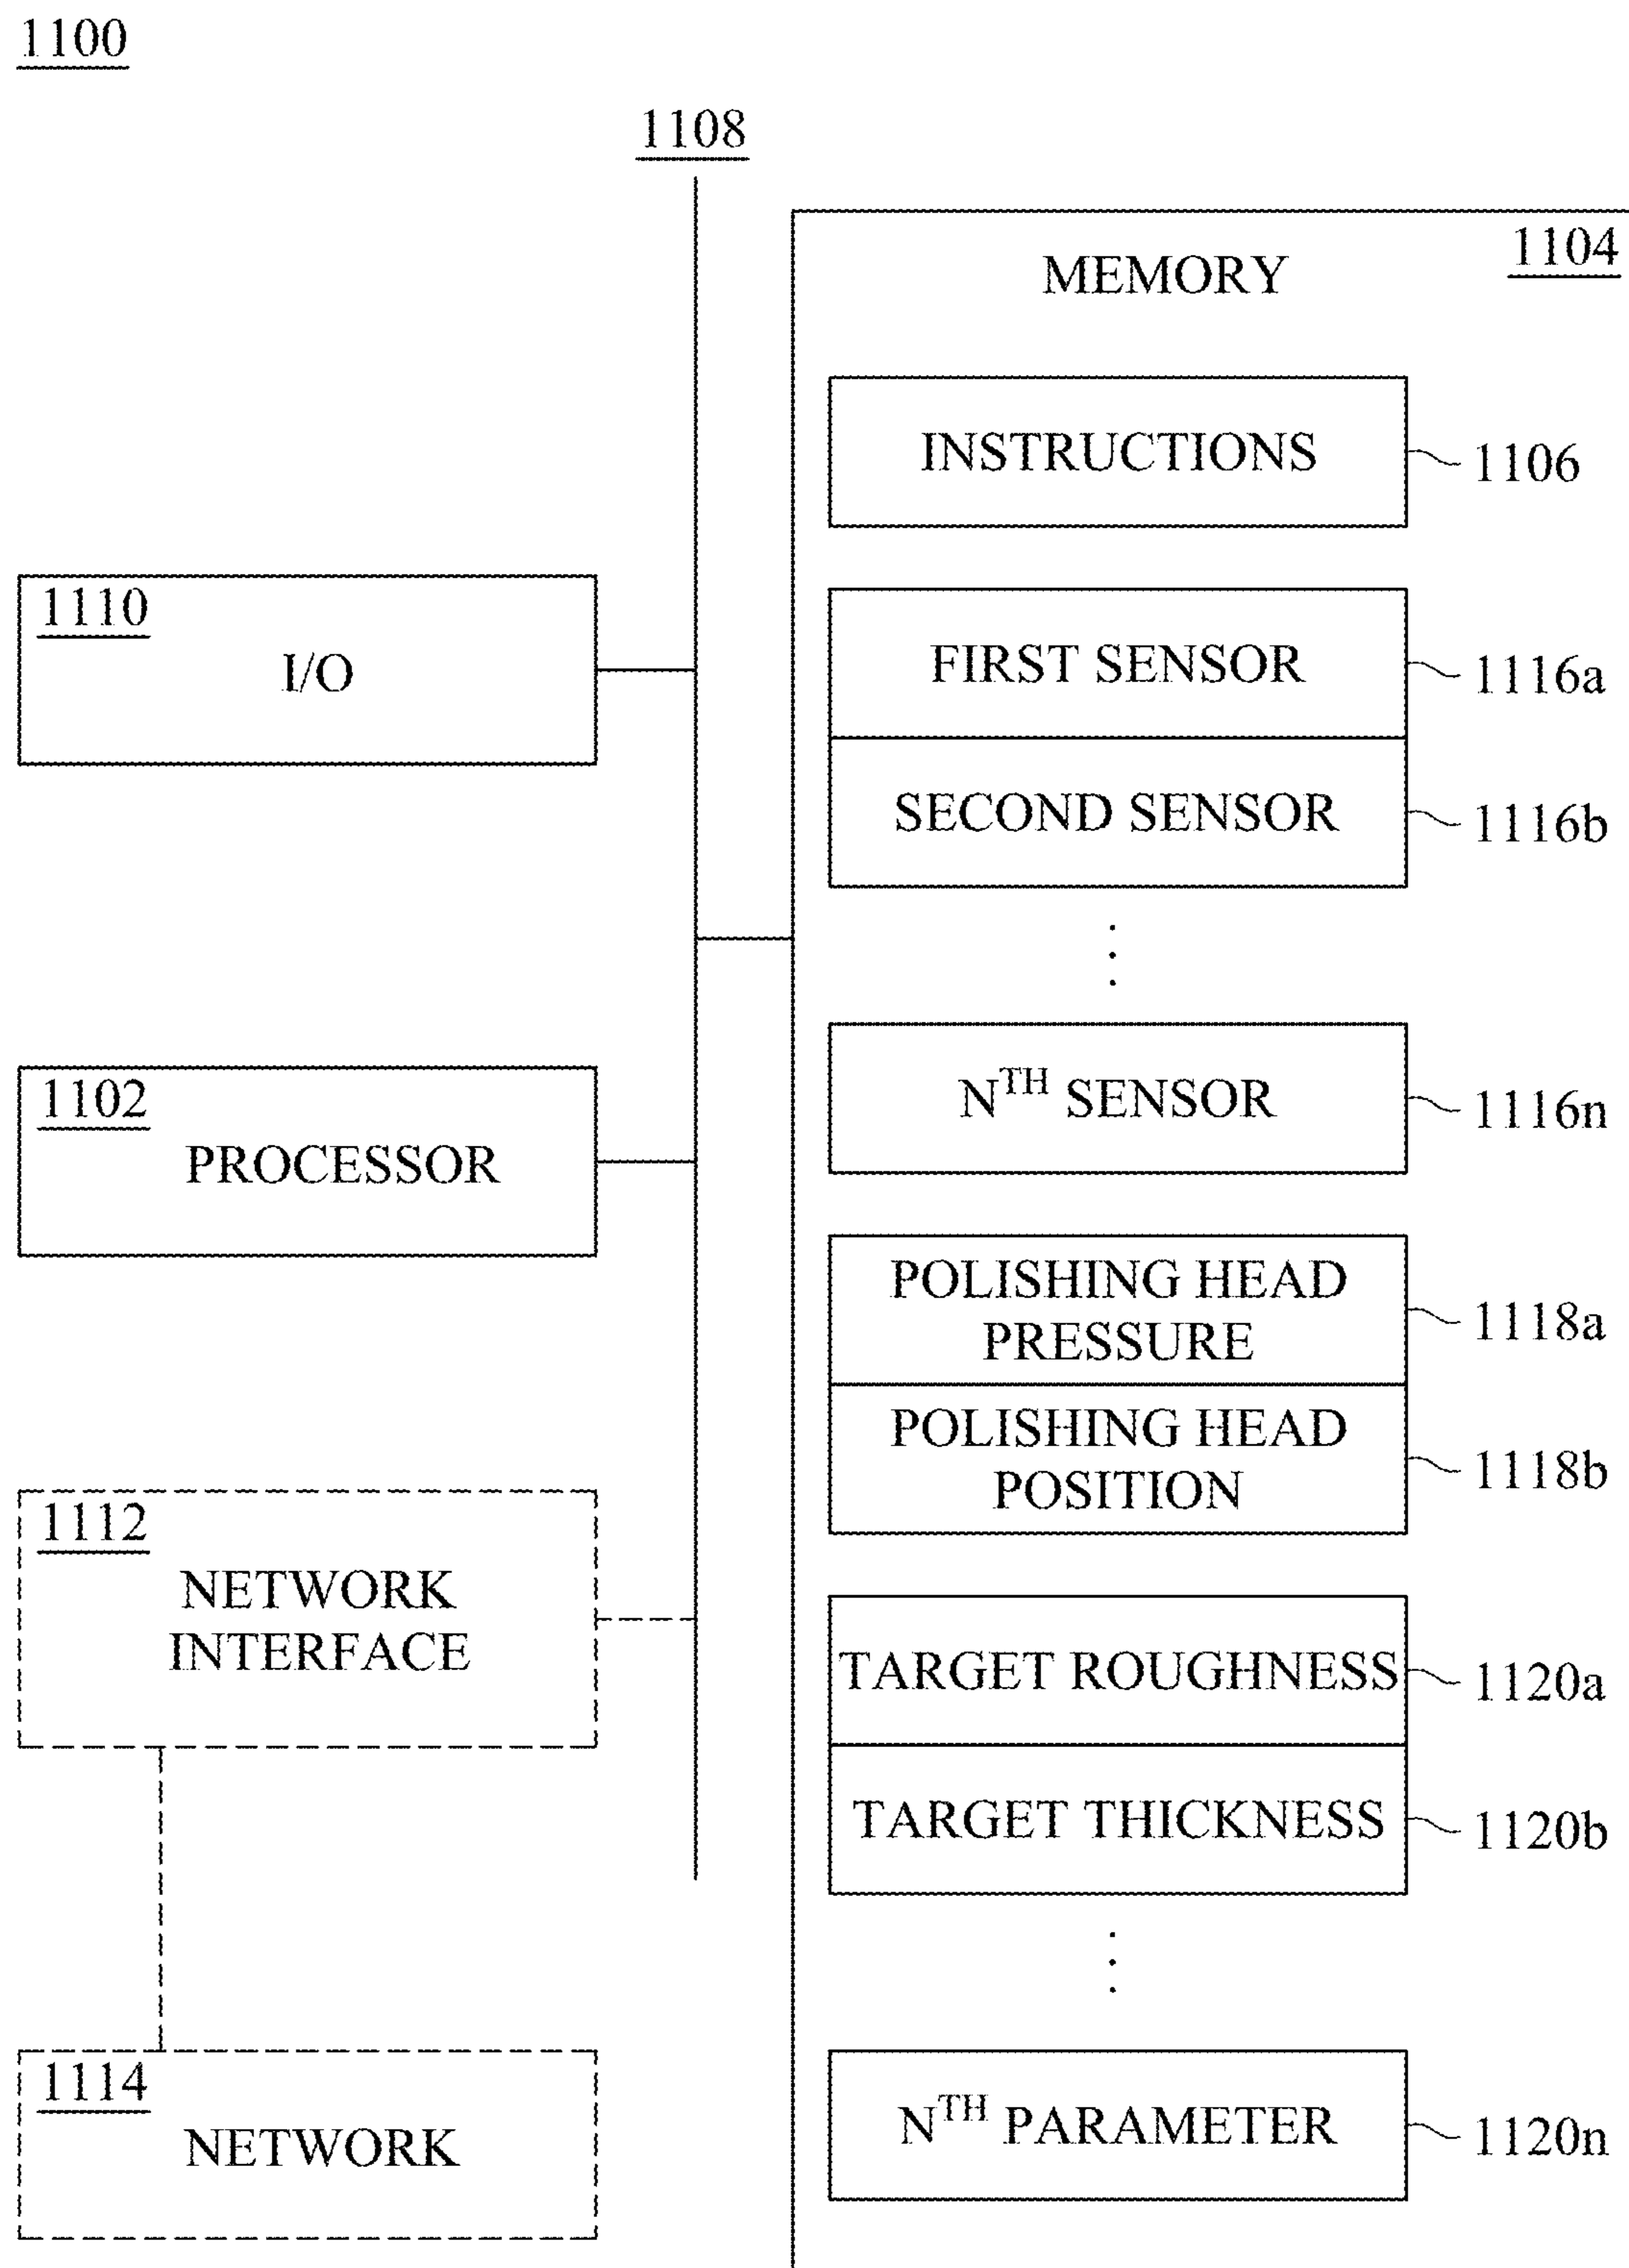 1100
1108
1104
MEMORY
INSTRUCTIONS
1106
1110
I/O
FIRST SENSOR
1116a
SECOND SENSOR
1116b
NTH SENSOR
1116n
1102
PROCESSOR
POLISHING HEAD
PRESSURE
1118a
POLISHING HEAD
POSITION
1118b
1112
NETWORK
INTERFACE
TARGET ROUGHNESS
1120a
TARGET THICKNESS
1120b
1114
NETWORK
NTH PARAMETER
1120n